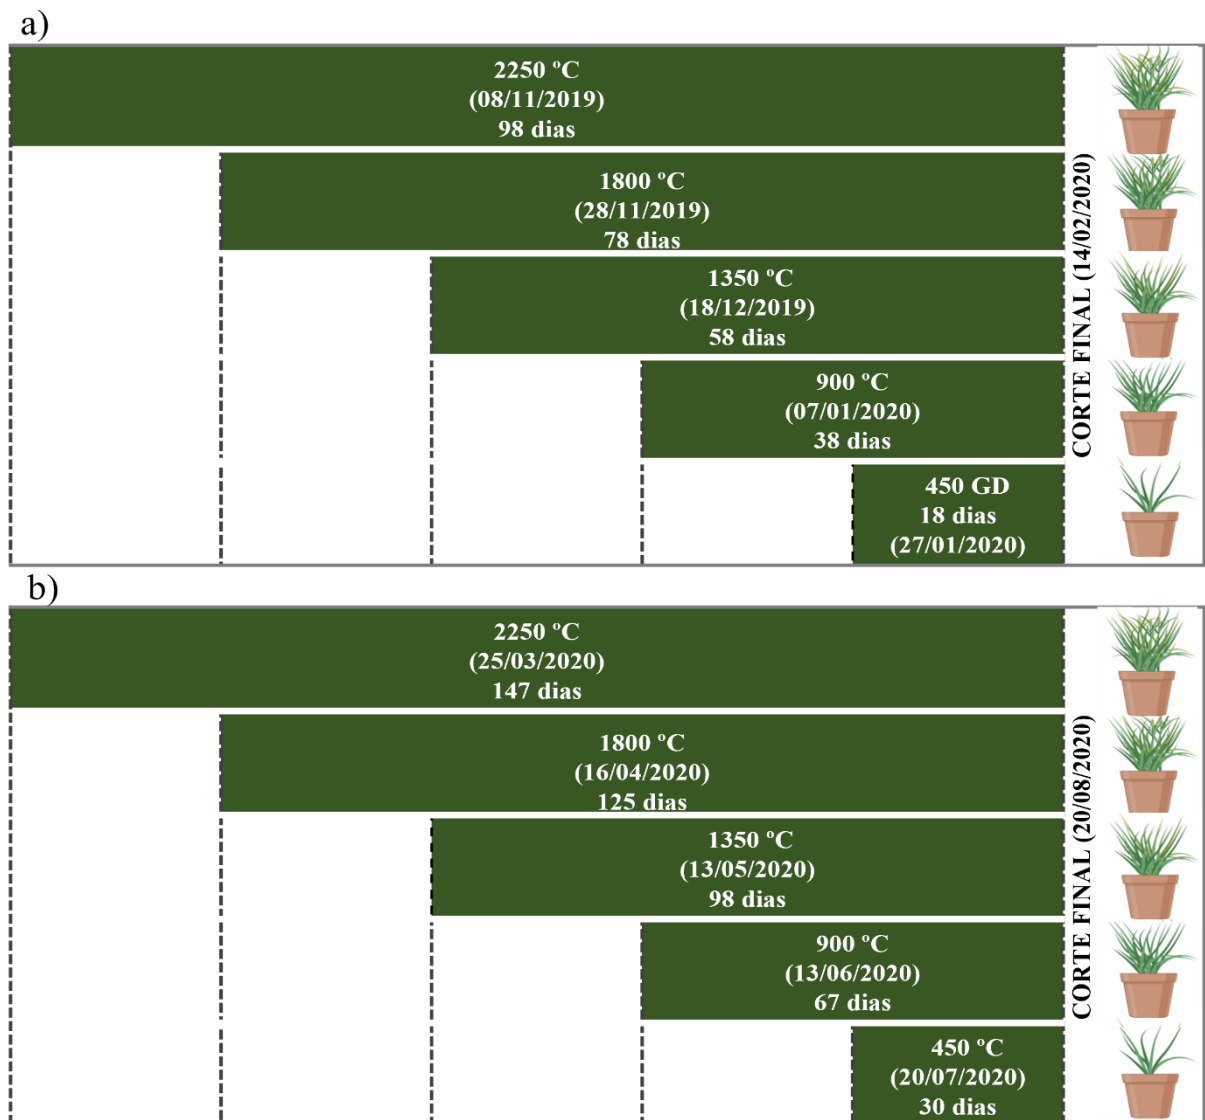 a)
2250 ºC
(08/11/2019)
98 dias
1800 ºC
(28/11/2019)
78 dias
1350 ºC
(18/12/2019)
58 dias
900 ºC
(07/01/2020)
38 dias
450 GD
18 dias
(27/01/2020)
CORTE FINAL (14/02/2020)
b)
2250 ºC
(25/03/2020)
147 dias
1800 ºC
(16/04/2020)
125 dias
1350 ºC
(13/05/2020)
98 dias
900 ºC
(13/06/2020)
67 dias
450 ºC
(20/07/2020)
30 dias
CORTE FINAL (20/08/2020)